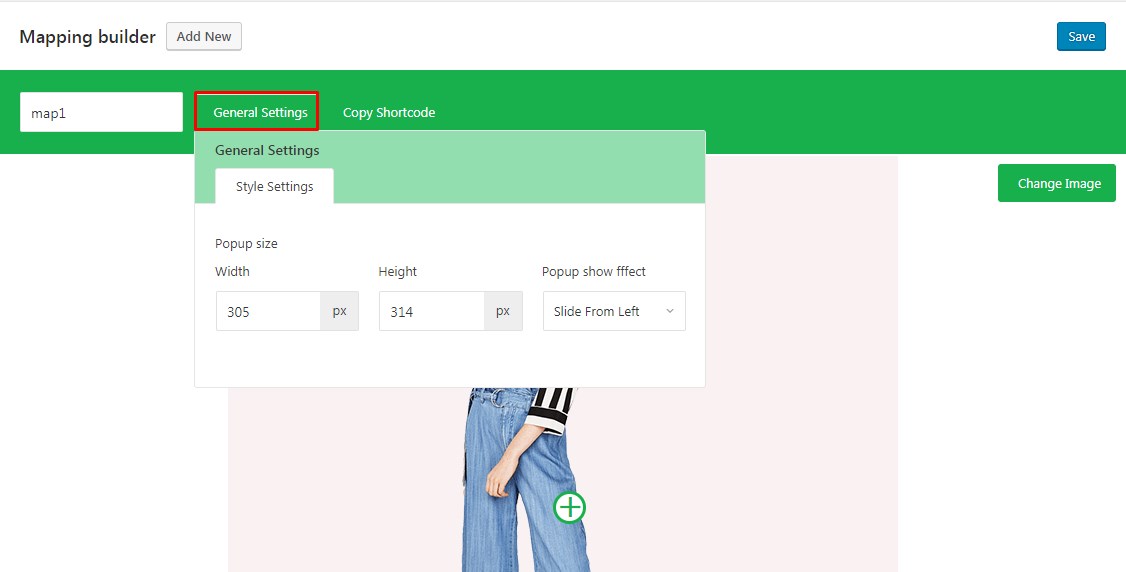 Mapping builder Add New Save
map1 General Settings Copy Shortcode
General Settings
Style Settings Change Image
Popup size
Width Height Popup show fffect
305 px 314 px Slide From Left